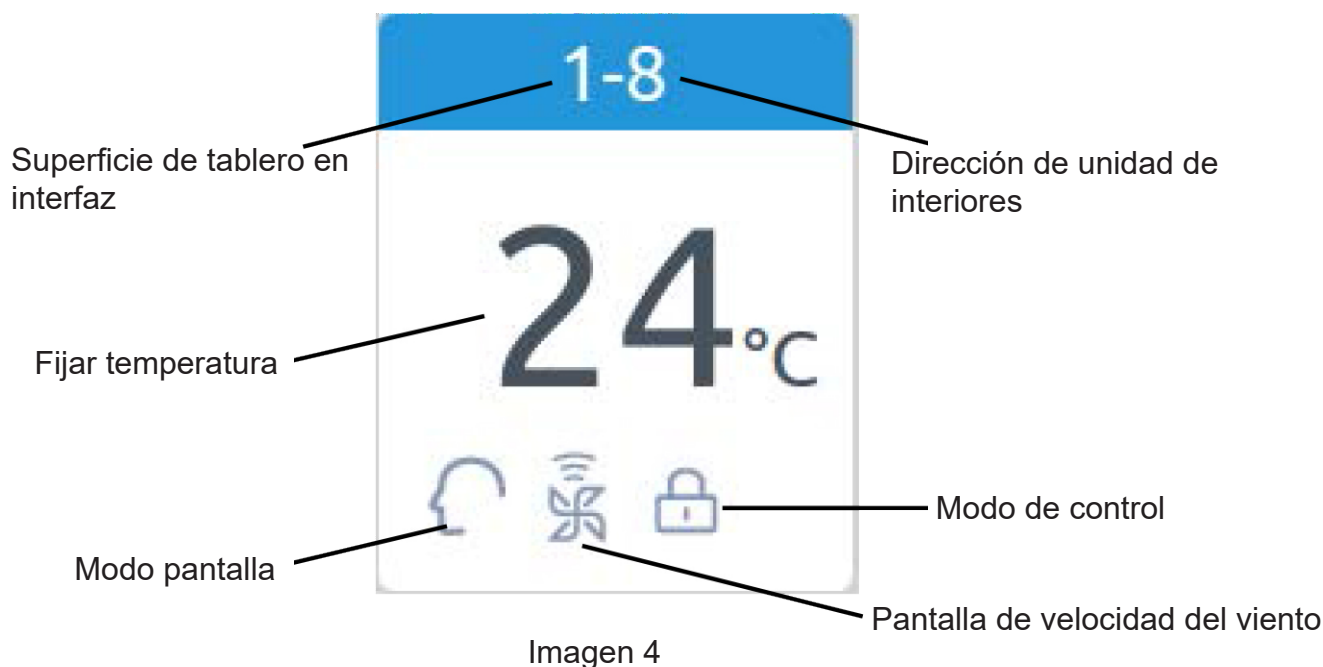 1-8
Superficie de tablero en
interfaz
Dirección de unidad de
interiores
24°C
Fijar temperatura
Modo de control
Modo pantalla
Pantalla de velocidad del viento
Imagen 4